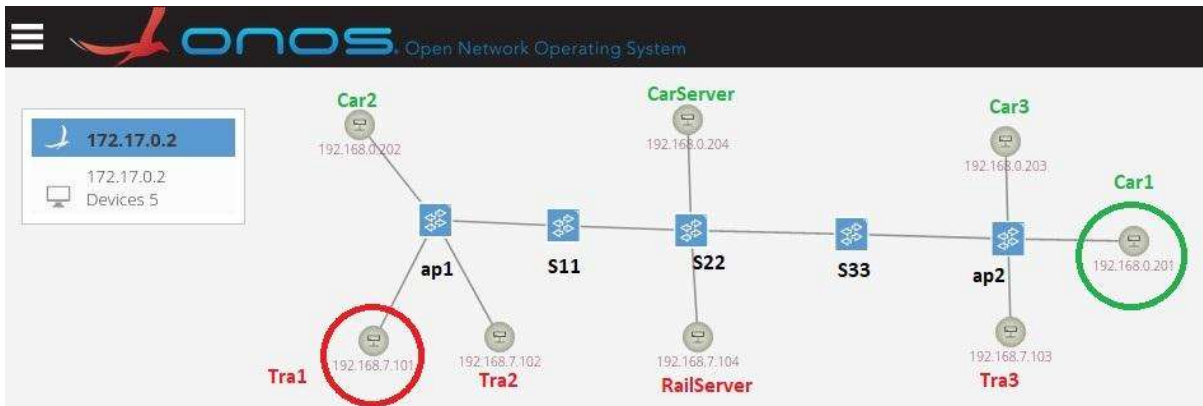 onos. Open Network Operating System
172.17.0.2
172.17.0.2
Devices 5
Car2
192.168.0.202
CarServer
192.168.0.204
Car3
192.168.0.203
Car1
192.168.0.201
ap1
S11
S22
S33
ap2
Tra1
192.168.7.101
192.168.7.102
Tra2
192.168.7.104
RailServer
192.168.7.103
Tra3